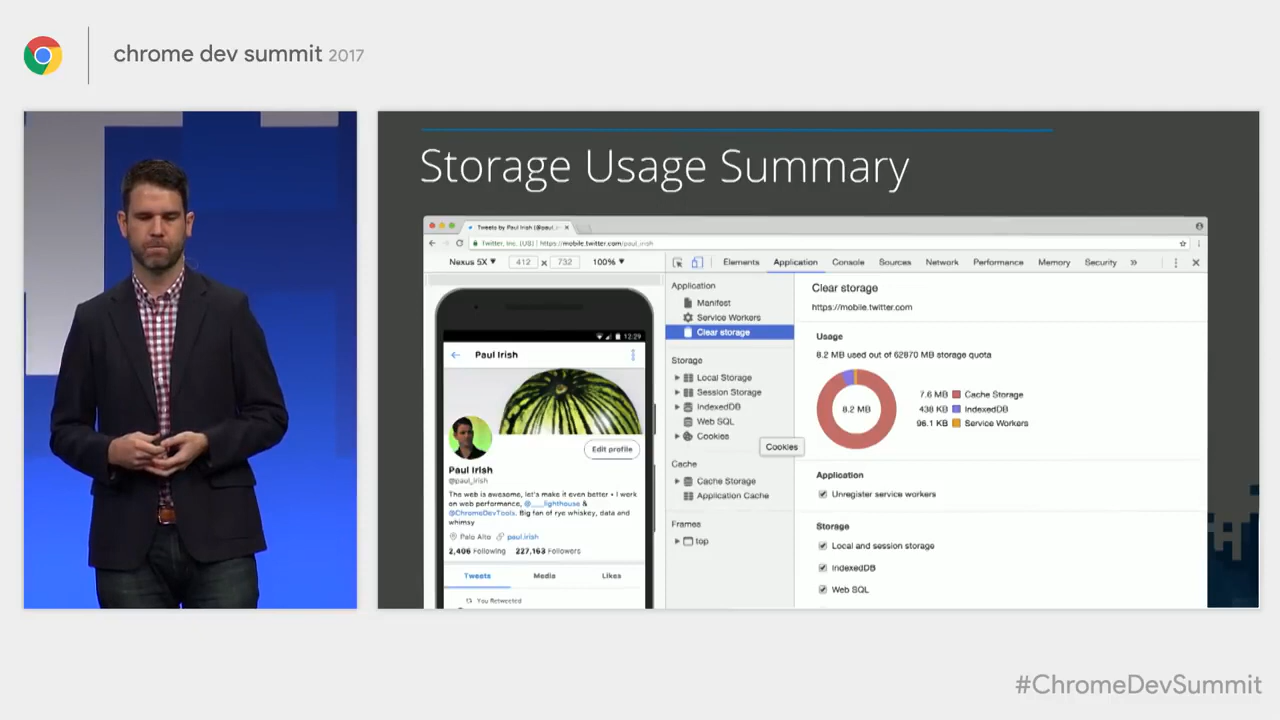 chrome dev summit 2017
Storage Usage Summary
Tweets by Paul Irish (@paul_i
Twitter, Inc. [US] | https://mobile.twitter.com/paul_irish
Nexus 5X ▼ 412 x 732 100% ▼
Elements Application Console Sources Network Performance Memory Security »
12:29
Paul Irish
Edit profile
Paul Irish
@paul_irish
The web is awesome, let's make it even better • I work
on web performance, @____lighthouse &
@ChromeDevTools. Big fan of rye whiskey, data and
whimsy
Palo Alto paul.irish
2,406 Following 227,163 Followers
Tweets Media Likes
You Retweeted
Application
Manifest
Service Workers
Clear storage
Storage
Local Storage
Session Storage
IndexedDB
Web SQL
Cookies
Cookies
Cache
Cache Storage
Application Cache
Frames
top
Clear storage
https://mobile.twitter.com
Usage
8.2 MB used out of 62870 MB storage quota
8.2 MB
7.6 MB Cache Storage
438 KB IndexedDB
96.1 KB Service Workers
Application
Unregister service workers
Storage
Local and session storage
IndexedDB
Web SQL
#ChromeDevSummit